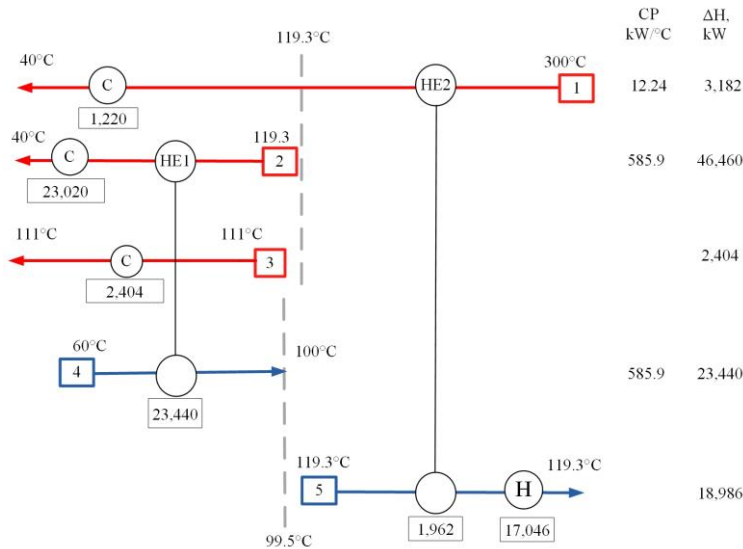 CP ΔH,
kW/°C kW
119.3°C
40°C C HE2 300°C 1 12.24 3,182
1,220
40°C C HE1 119.3 2 585.9 46,460
23,020
111°C C 111°C 3 2,404
2,404
60°C 100°C
4 585.9 23,440
23,440
119.3°C 119.3°C
5 H 18,986
1,962 17,046
99.5°C